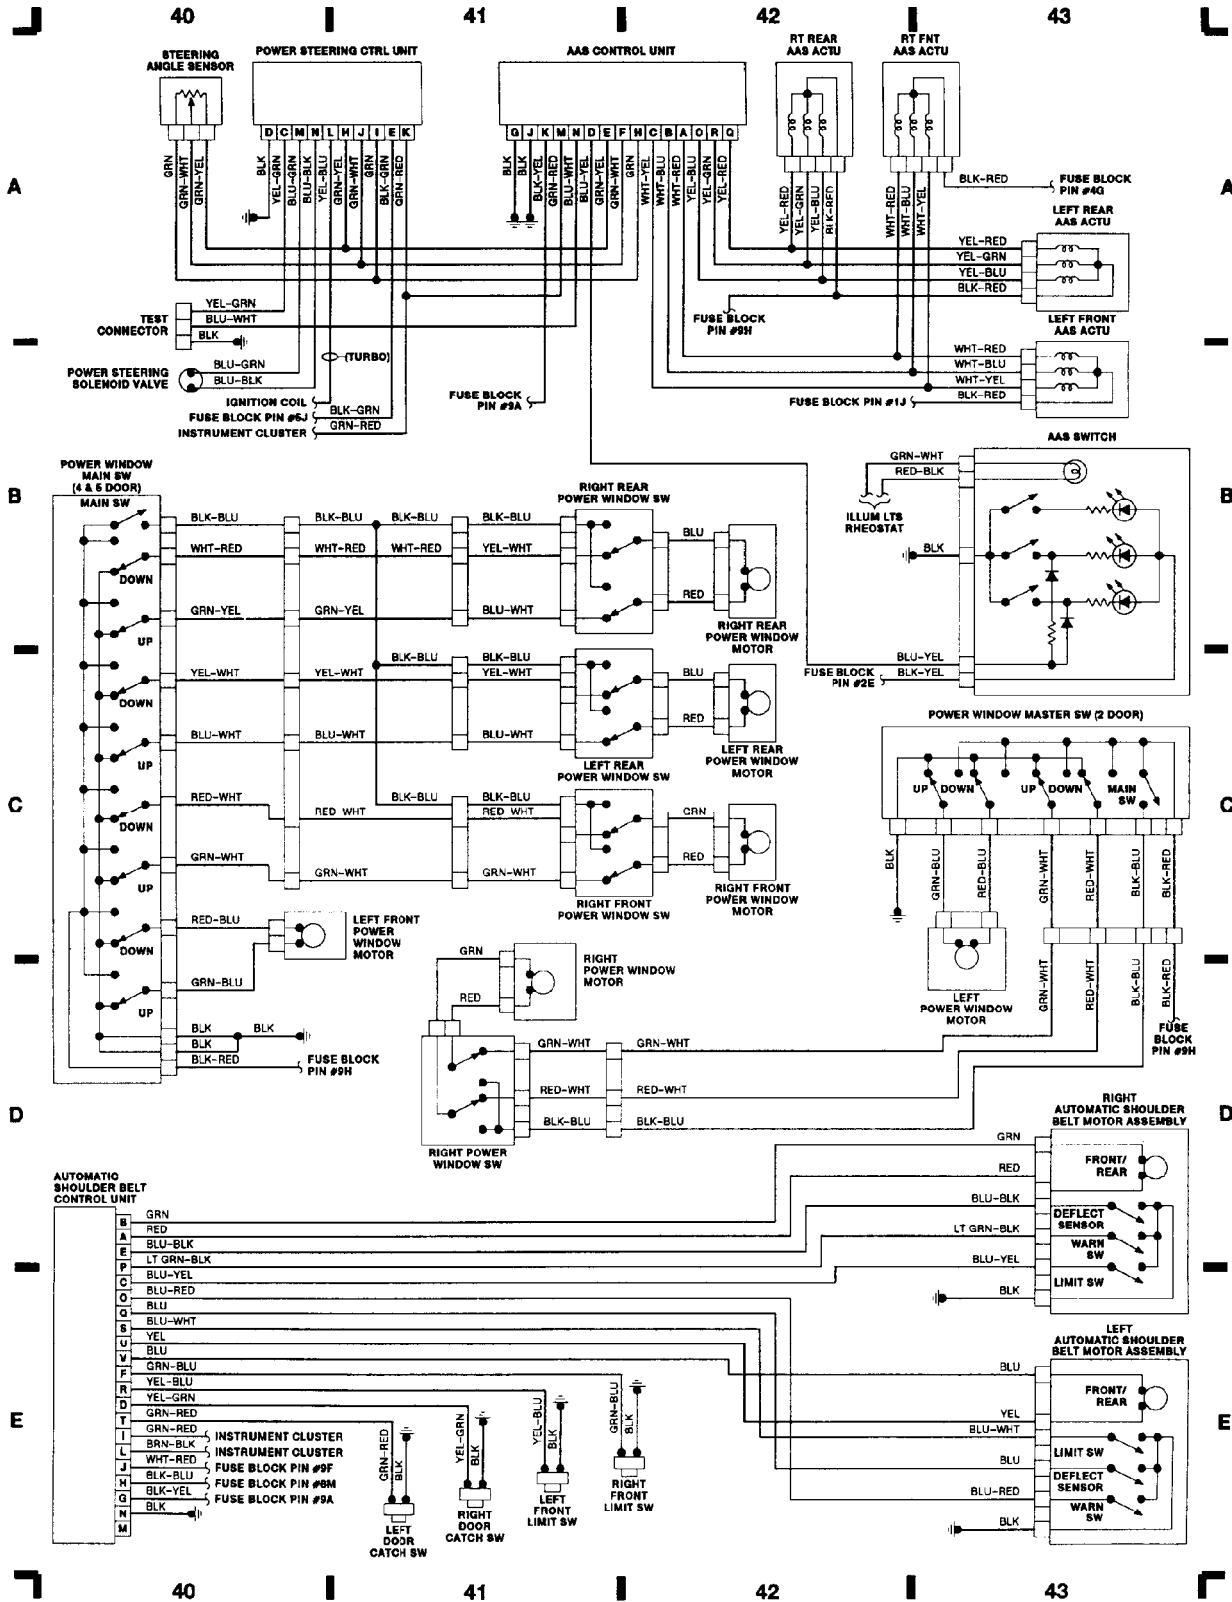 40 41 42 43
STEERING
ANGLE SENSOR
POWER STEERING CTRL UNIT
AAS CONTROL UNIT
RT REAR
AAS ACTU
RT FNT
AAS ACTU
D C M N L H J I E K
G J K M N D E F H C B A O R Q
GRN
GRN-WHT
GRN-YEL
BLK
YEL-GRN
BLU-GRN
BLU-BLK
YEL-BLU
GRN-YEL
GRN-WHT
GRN
BLK-GRN
GRN-RED
BLK
BLK
BLK-YEL
GRN-RED
BLU-WHT
BLU-YEL
GRN-YEL
GRN-WHT
GRN
WHT-YEL
WHT-BLU
WHT-RED
YEL-BLU
YEL-GRN
YEL-RED
YEL-RED
YEL-GRN
YEL-BLU
BLK-RED
WHT-RED
WHT-BLU
WHT-YEL
BLK-RED
FUSE BLOCK
PIN #4G
A
A
LEFT REAR
AAS ACTU
YEL-RED
YEL-GRN
YEL-BLU
BLK-RED
FUSE BLOCK
PIN #9H
LEFT FRONT
AAS ACTU
WHT-RED
WHT-BLU
WHT-YEL
BLK-RED
FUSE BLOCK PIN #1J
TEST
CONNECTOR
YEL-GRN
BLU-WHT
BLK
POWER STEERING
SOLENOID VALVE
BLU-GRN
BLU-BLK
(TURBO)
IGNITION COIL
FUSE BLOCK PIN #5J
BLK-GRN
INSTRUMENT CLUSTER
GRN-RED
FUSE BLOCK
PIN #9A
AAS SWITCH
GRN-WHT
RED-BLK
ILLUM LTS
RHEOSTAT
BLK
BLU-YEL
FUSE BLOCK
PIN #2E
BLK-YEL
B
B
POWER WINDOW
MAIN SW
(4 & 5 DOOR)
MAIN SW
BLK-BLU BLK-BLU BLK-BLU BLK-BLU
WHT-RED WHT-RED WHT-RED YEL-WHT
DOWN
GRN-YEL GRN-YEL BLU-WHT
UP
RIGHT REAR
POWER WINDOW SW
BLU
RED
RIGHT REAR
POWER WINDOW
MOTOR
BLK-BLU BLK-BLU
YEL-WHT YEL-WHT YEL-WHT
DOWN
BLU-WHT BLU-WHT BLU-WHT
UP
BLU
RED
LEFT REAR
POWER WINDOW SW
LEFT REAR
POWER WINDOW
MOTOR
C
C
RED-WHT RED WHT
BLK-BLU BLK-BLU
RED WHT
DOWN
GRN-WHT GRN-WHT GRN-WHT
UP
GRN
RED
RIGHT FRONT
POWER WINDOW SW
RIGHT FRONT
POWER WINDOW
MOTOR
RED-BLU
DOWN
GRN-BLU
UP
LEFT FRONT
POWER
WINDOW
MOTOR
BLK BLK
BLK
BLK-RED
FUSE BLOCK
PIN #9H
POWER WINDOW MASTER SW (2 DOOR)
UP DOWN UP DOWN MAIN
SW
BLK
GRN-BLU
RED-BLU
GRN-WHT
RED-WHT
BLK-BLU
BLK-RED
LEFT
POWER WINDOW
MOTOR
GRN-WHT
RED-WHT
BLK-BLU
BLK-RED
FUSE
BLOCK
PIN #9H
GRN
RED
RIGHT
POWER WINDOW
MOTOR
GRN-WHT GRN-WHT
RED-WHT RED-WHT
BLK-BLU BLK-BLU
RIGHT POWER
WINDOW SW
D
D
RIGHT
AUTOMATIC SHOULDER
BELT MOTOR ASSEMBLY
GRN
RED
BLU-BLK
LT GRN-BLK
BLU-YEL
BLK
FRONT/
REAR
DEFLECT
SENSOR
WARN
SW
LIMIT SW
AUTOMATIC
SHOULDER BELT
CONTROL UNIT
B GRN
A RED
E BLU-BLK
P LT GRN-BLK
C BLU-YEL
O BLU-RED
Q BLU
S BLU-WHT
U YEL
V BLU
F GRN-BLU
R YEL-BLU
D YEL-GRN
T GRN-RED
I GRN-RED INSTRUMENT CLUSTER
L BRN-BLK INSTRUMENT CLUSTER
J WHT-RED FUSE BLOCK PIN #9F
H BLK-BLU FUSE BLOCK PIN #8M
G BLK-YEL FUSE BLOCK PIN #9A
N BLK
M
E
E
GRN-RED
BLK
LEFT
DOOR
CATCH SW
YEL-GRN
BLK
RIGHT
DOOR
CATCH SW
YEL-BLU
BLK
LEFT
FRONT
LIMIT SW
GRN-BLU
BLK
RIGHT
FRONT
LIMIT SW
LEFT
AUTOMATIC SHOULDER
BELT MOTOR ASSEMBLY
BLU
YEL
BLU-WHT
BLU
BLU-RED
BLK
FRONT/
REAR
LIMIT SW
DEFLECT
SENSOR
WARN
SW
40 41 42 43